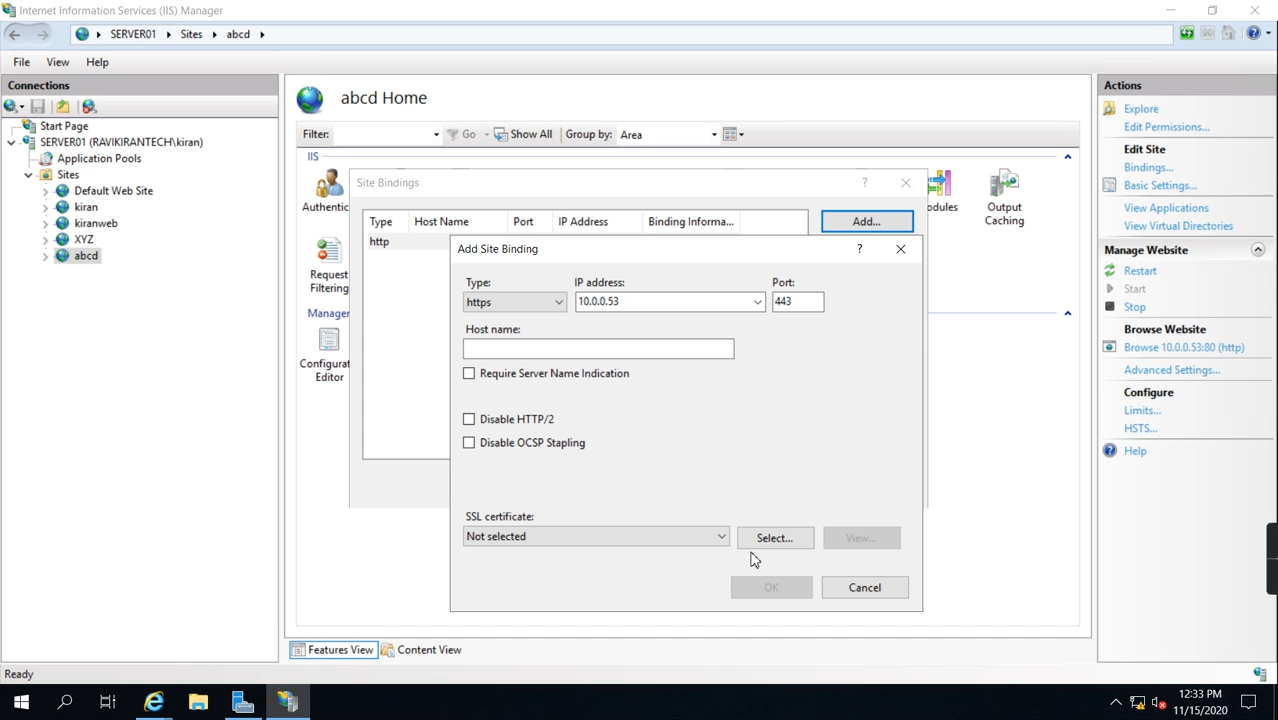 Internet Information Services (IIS) Manager
SERVER01 Sites abcd
File View Help
Connections
Start Page
SERVER01 (RAVIKIRANTECH\kiran)
Application Pools
Sites
Default Web Site
kiran
kiranweb
XYZ
abcd
abcd Home
Filter: Go Show All Group by: Area
IIS
Authentic
odules
Output
Caching
Request
Filtering
Manager
Configurat
Editor
Site Bindings
?
Type Host Name Port IP Address Binding Informa...
Add...
http
Add Site Binding
?
Type: IP address: Port:
https 10.0.0.53 443
Host name:
Require Server Name Indication
Disable HTTP/2
Disable OCSP Stapling
SSL certificate:
Not selected Select... View...
OK Cancel
Features View Content View
Actions
Explore
Edit Permissions...
Edit Site
Bindings...
Basic Settings...
View Applications
View Virtual Directories
Manage Website
Restart
Start
Stop
Browse Website
Browse 10.0.0.53:80 (http)
Advanced Settings...
Configure
Limits...
HSTS...
Help
Ready
12:33 PM
11/15/2020